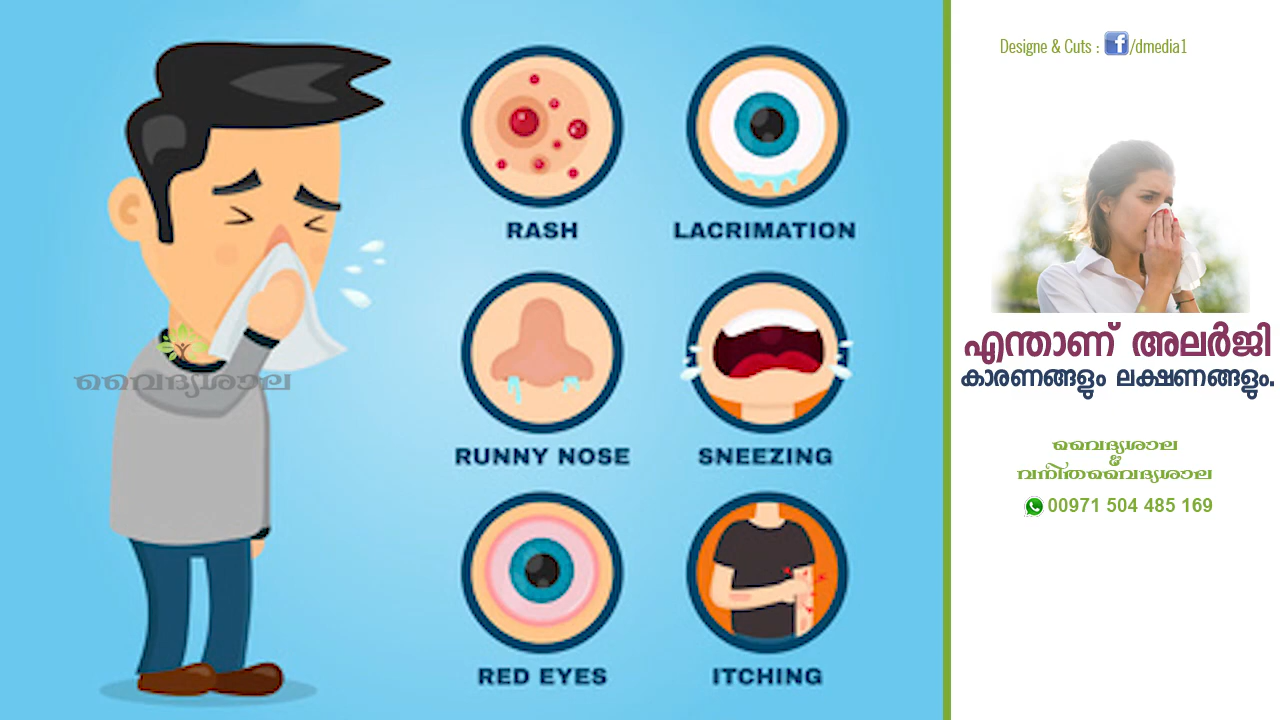 RASH
LACRIMATION
RUNNY NOSE
SNEEZING
RED EYES
ITCHING
വൈദ്യശാല
Designe & Cuts : f/dmedia1
എന്താണ് അലർജി
കാരണങ്ങളും ലക്ഷണങ്ങളും.
വൈദ്യശാല
&
വനിതവൈദ്യശാല
00971 504 485 169